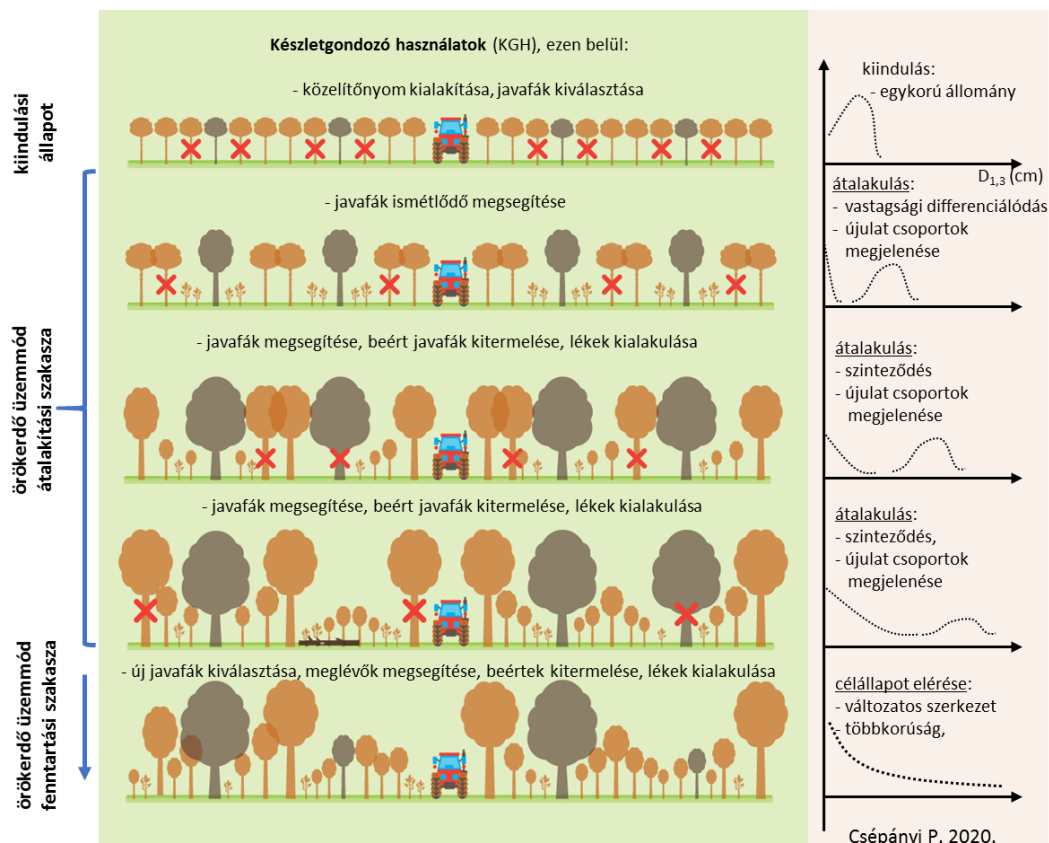 Készletgondozó használatok (KGH), ezen belül:
- közelítőnyom kialakítása, javafák kiválasztása
kiindulási
állapot
kiindulás:
- egykorú állomány
D1,3 (cm)
- javafák ismétlődő megsegítése
átalakulás:
- vastagsági differenciálódás
- újulat csoportok
megjelenése
örökerdő üzemmód
átalakítási szakasza
- javafák megsegítése, beért javafák kitermelése, lékek kialakulása
átalakulás:
- szinteződés
- újulat csoportok
megjelenése
- javafák megsegítése, beért javafák kitermelése, lékek kialakulása
átalakulás:
- szinteződés,
- újulat csoportok
megjelenése
örökerdő üzemmód
fenntartási szakasza
- új javafák kiválasztása, meglévők megsegítése, beértek kitermelése, lékek kialakulása
célállapot elérése:
- változatos szerkezet
- többkorúság,
Csépányi P. 2020.